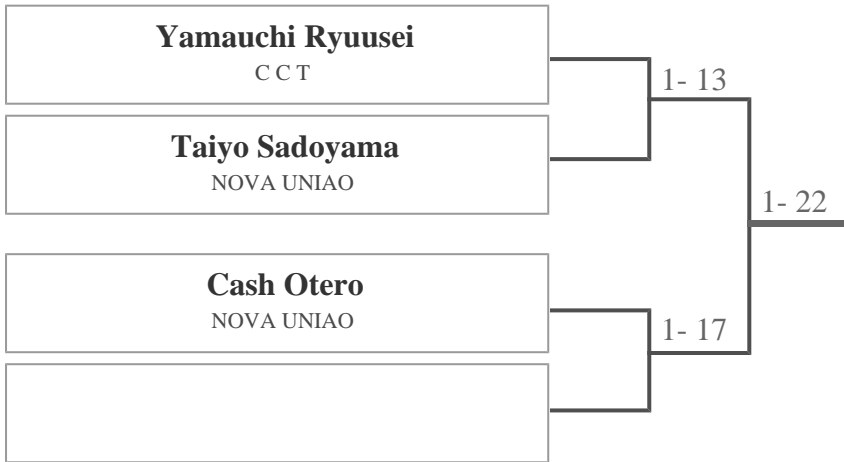 Yamauchi Ryuusei
C C T
1- 13
Taiyo Sadoyama
NOVA UNIAO
1- 22
Cash Otero
NOVA UNIAO
1- 17